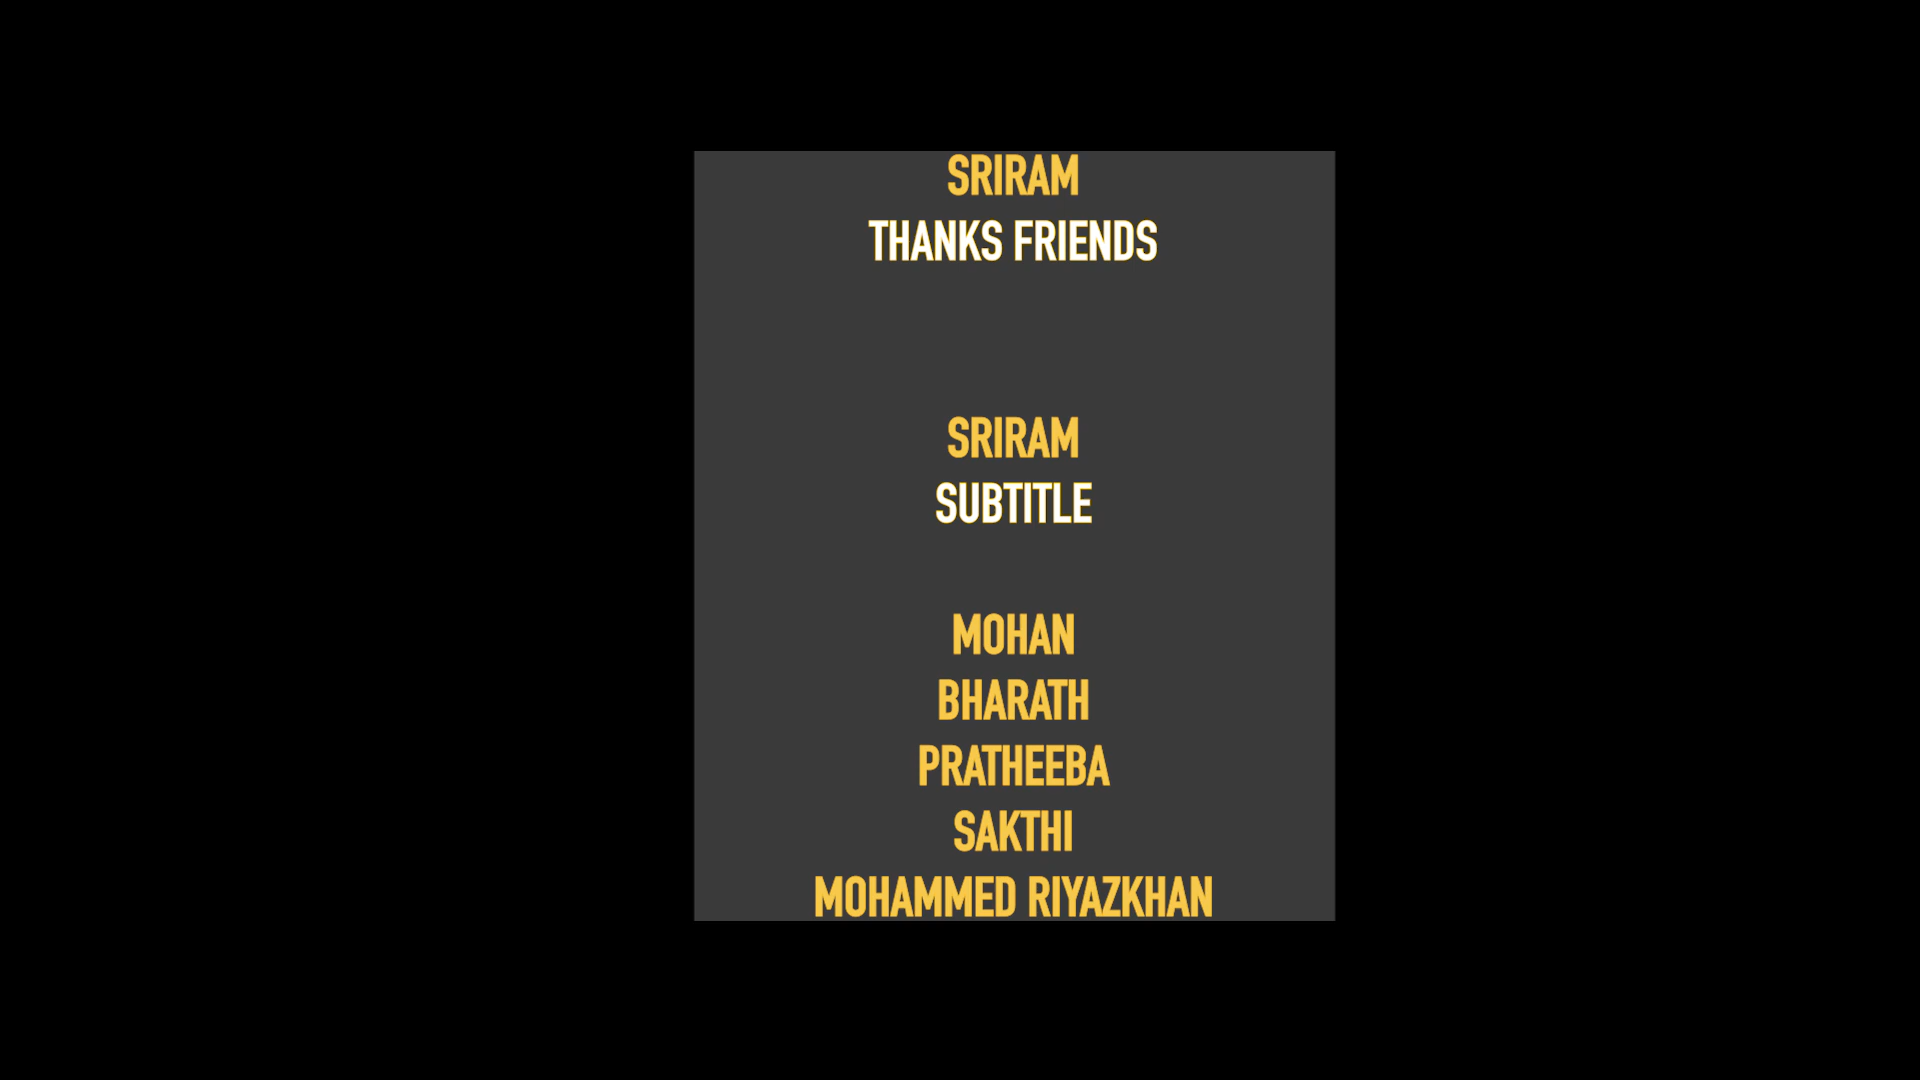 SRIRAM
THANKS FRIENDS
SRIRAM
SUBTITLE
MOHAN
BHARATH
PRATHEEBA
SAKTHI
MOHAMMED RIYAZKHAN